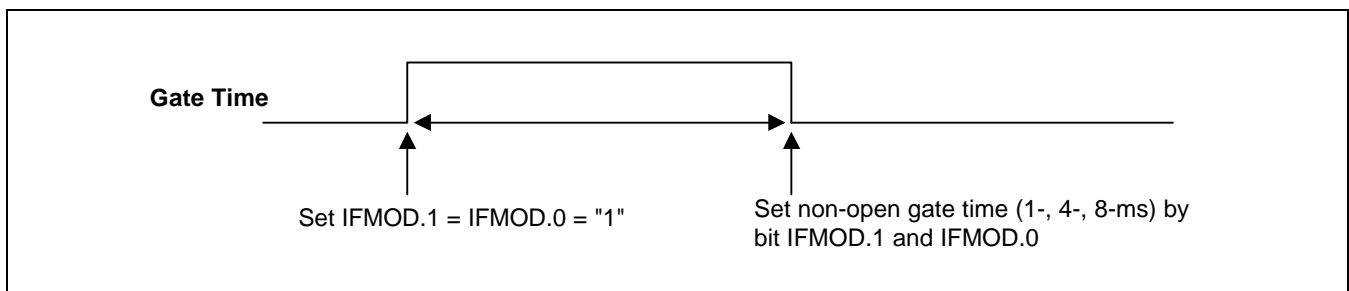 Gate Time
Set IFMOD.1 = IFMOD.0 = "1"
Set non-open gate time (1-, 4-, 8-ms) by
bit IFMOD.1 and IFMOD.0